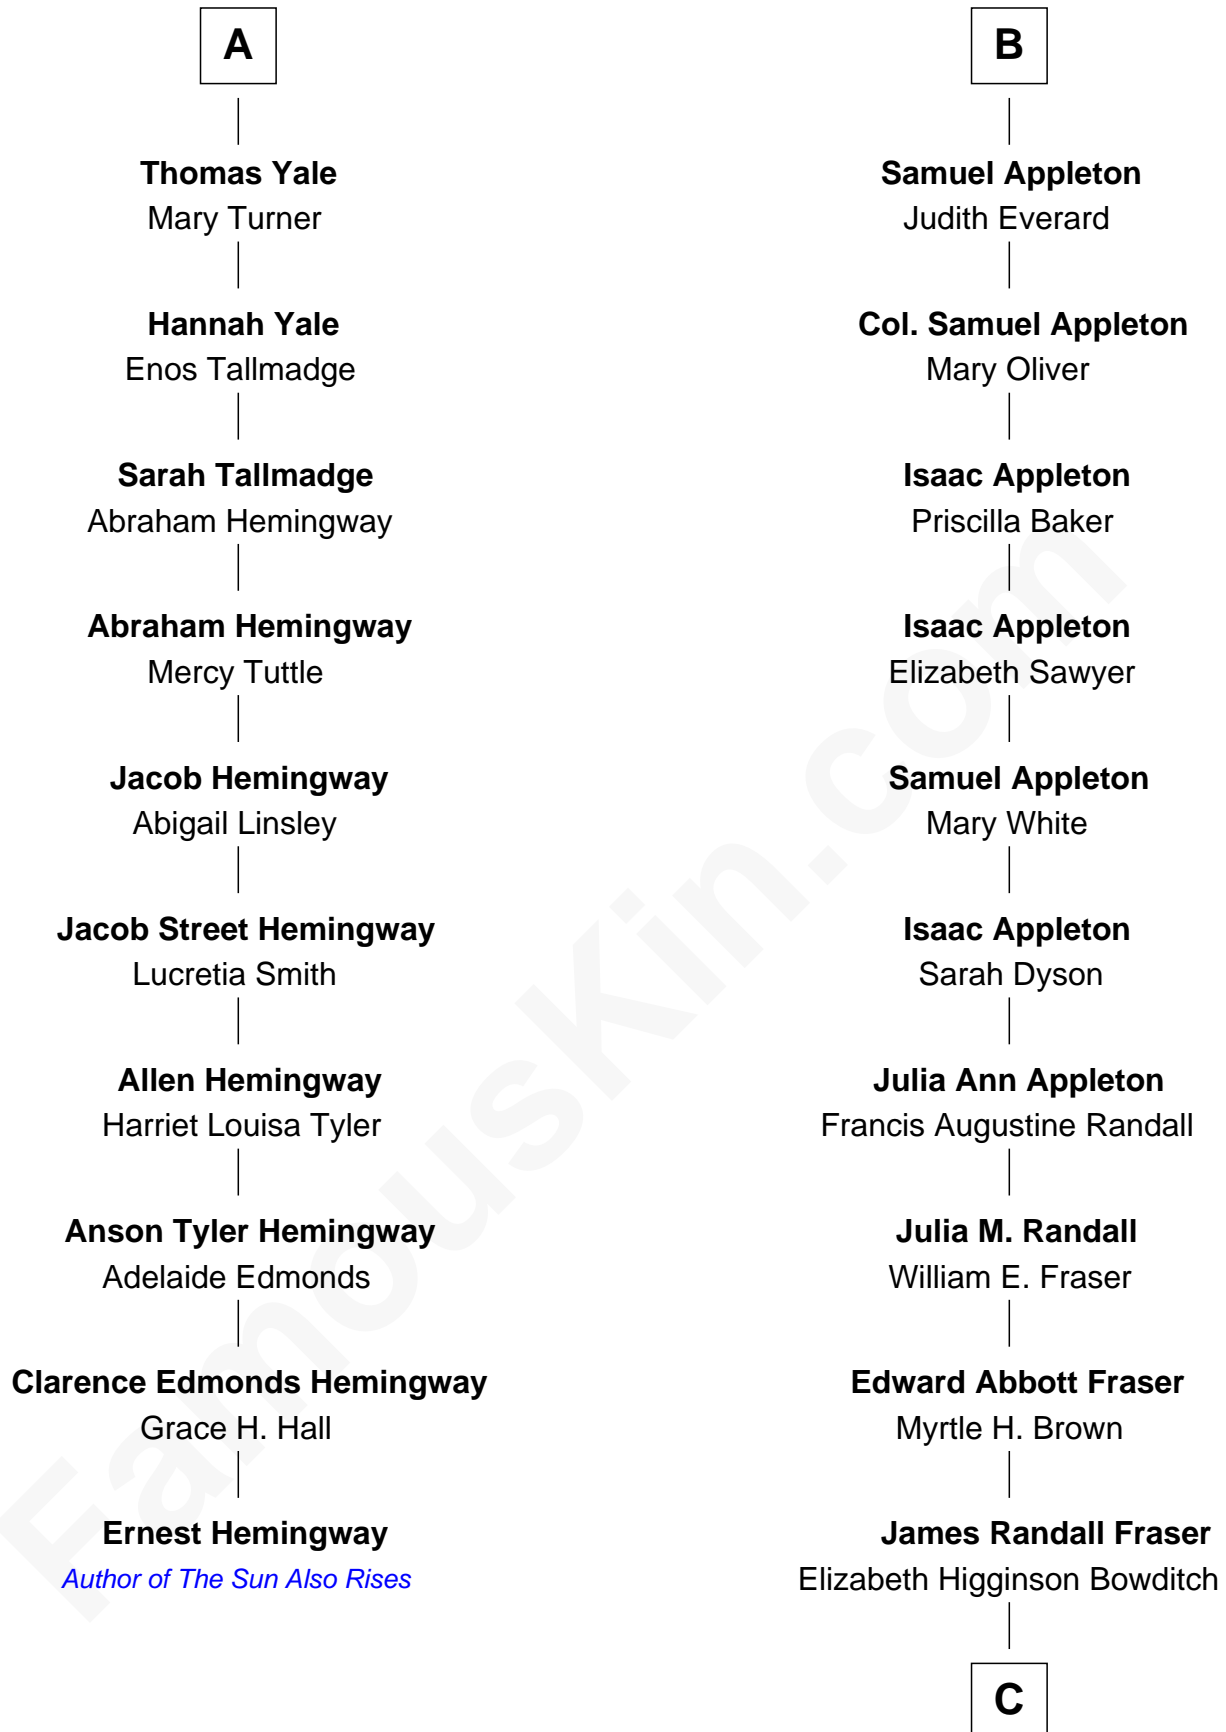 A
Thomas Yale
Mary Turner
Hannah Yale
Enos Tallmadge
Sarah Tallmadge
Abraham Hemingway
Abraham Hemingway
Mercy Tuttle
Jacob Hemingway
Abigail Linsley
Jacob Street Hemingway
Lucretia Smith
Allen Hemingway
Harriet Louisa Tyler
Anson Tyler Hemingway
Adelaide Edmonds
Clarence Edmonds Hemingway
Grace H. Hall
Ernest Hemingway
Author of The Sun Also Rises
B
Samuel Appleton
Judith Everard
Col. Samuel Appleton
Mary Oliver
Isaac Appleton
Priscilla Baker
Isaac Appleton
Elizabeth Sawyer
Samuel Appleton
Mary White
Isaac Appleton
Sarah Dyson
Julia Ann Appleton
Francis Augustine Randall
Julia M. Randall
William E. Fraser
Edward Abbott Fraser
Myrtle H. Brown
James Randall Fraser
Elizabeth Higginson Bowditch
C
FamousKin.com